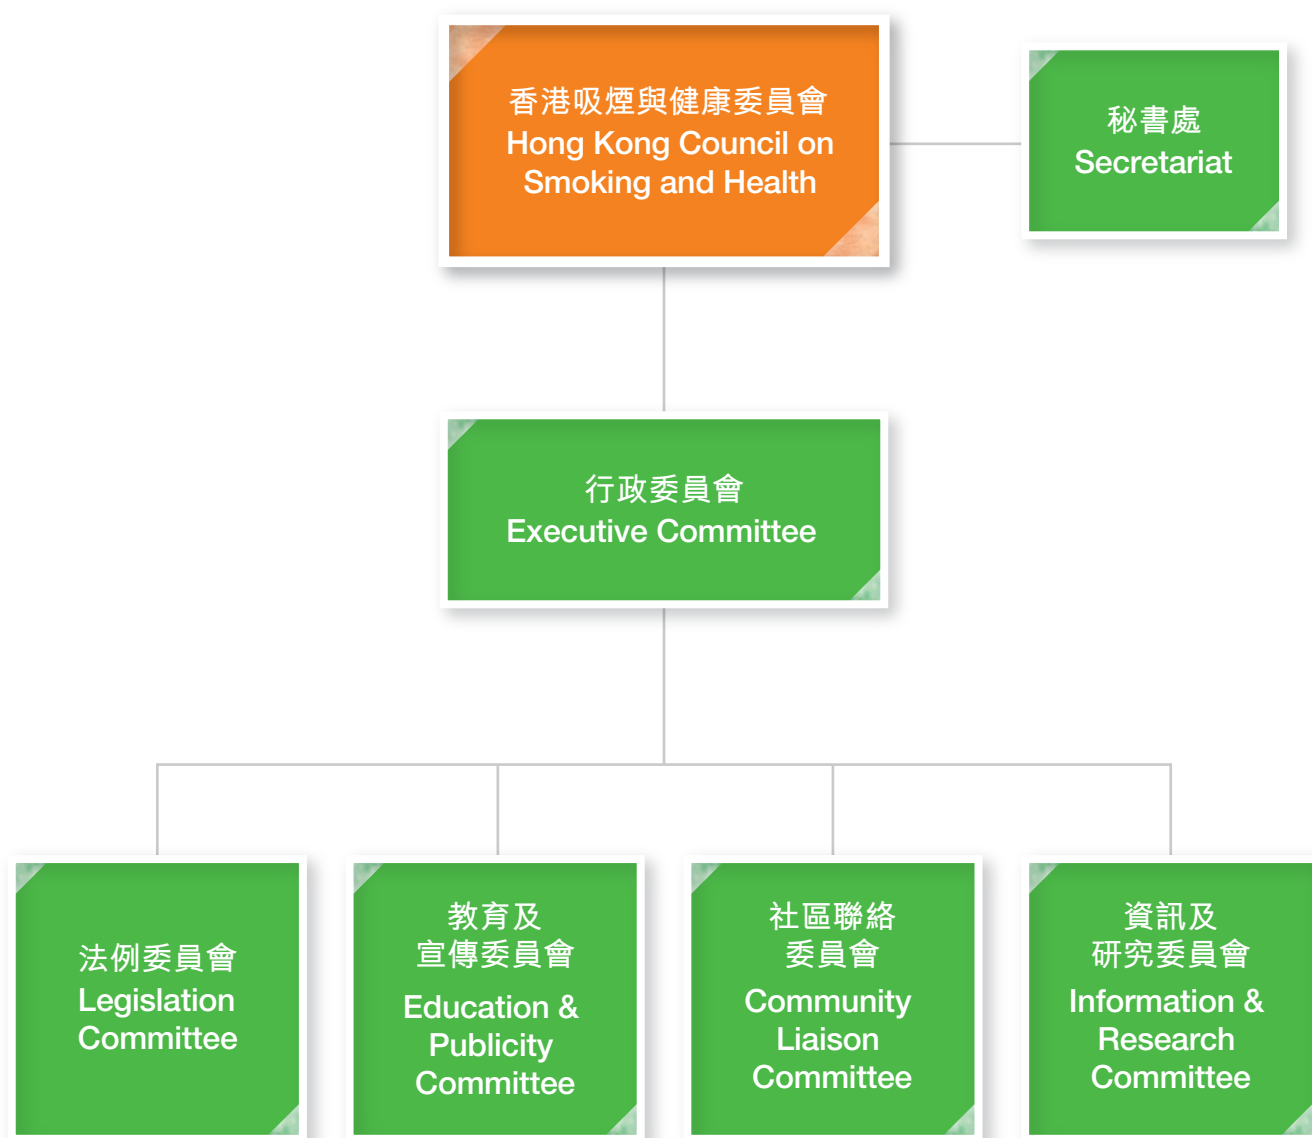 香港吸煙與健康委員會
Hong Kong Council on
Smoking and Health
秘書處
Secretariat
行政委員會
Executive Committee
法例委員會
Legislation
Committee
教育及
宣傳委員會
Education &
Publicity
Committee
社區聯絡
委員會
Community
Liaison
Committee
資訊及
研究委員會
Information &
Research
Committee